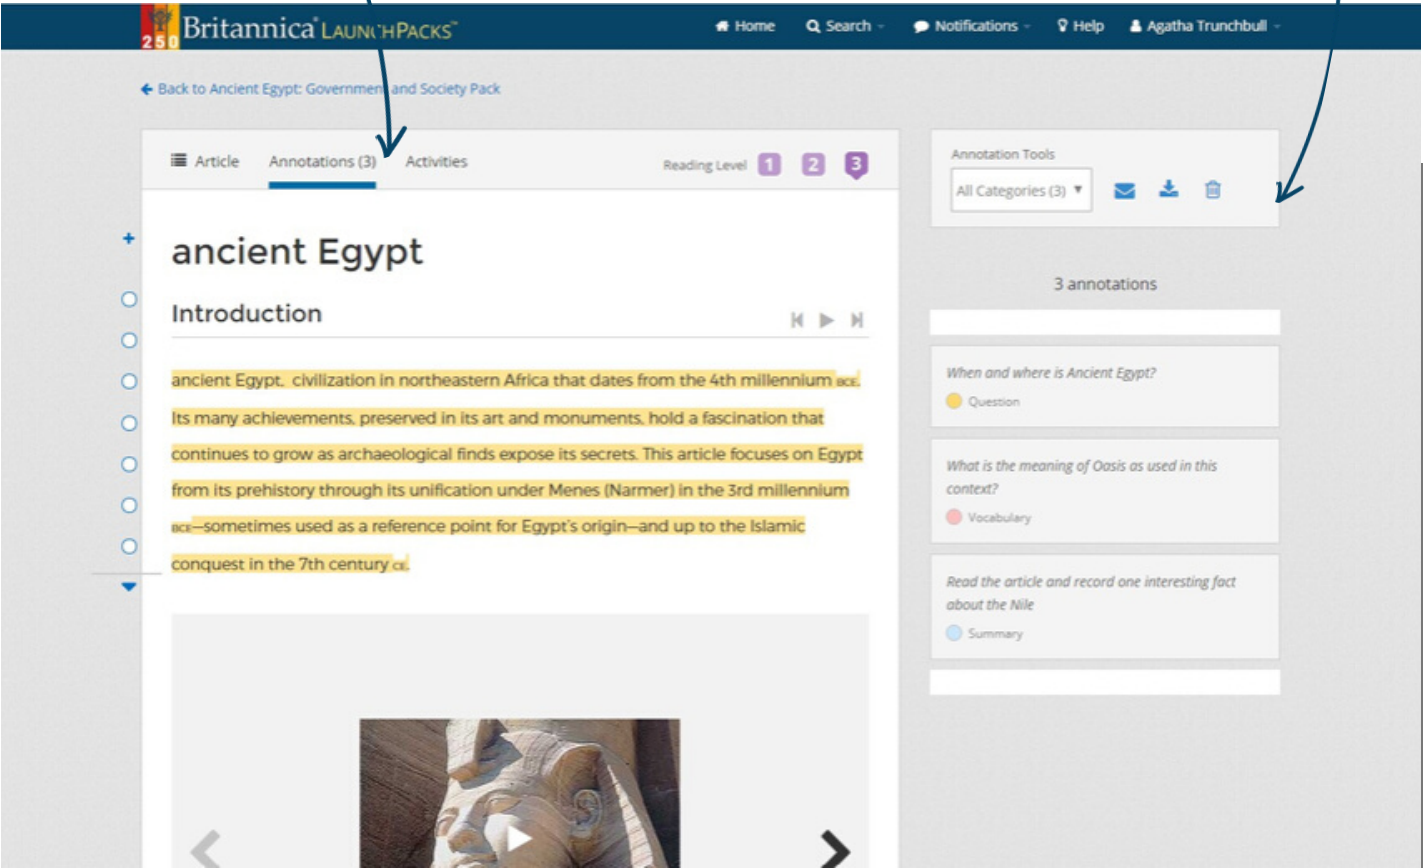 250
Britannica® LAUNCHPACKS™
Home Search Notifications Help Agatha Trunchbull
Back to Ancient Egypt: Government and Society Pack
Article Annotations (3) Activities
Reading Level 1 2 3
ancient Egypt
Introduction
ancient Egypt, civilization in northeastern Africa that dates from the 4th millennium BCE.
Its many achievements, preserved in its art and monuments, hold a fascination that
continues to grow as archaeological finds expose its secrets. This article focuses on Egypt
from its prehistory through its unification under Menes (Narmer) in the 3rd millennium
BCE—sometimes used as a reference point for Egypt's origin—and up to the Islamic
conquest in the 7th century CE.
Annotation Tools
All Categories (3)
3 annotations
When and where is Ancient Egypt?
Question
What is the meaning of Oasis as used in this
context?
Vocabulary
Read the article and record one interesting fact
about the Nile
Summary